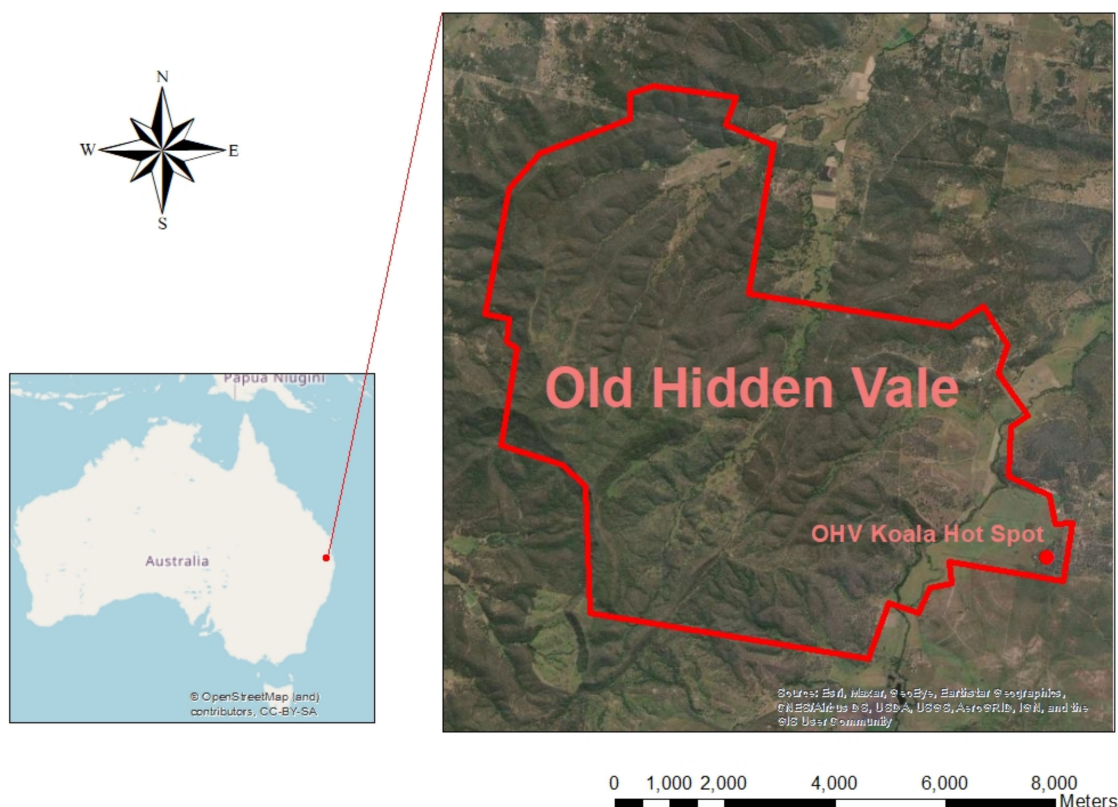 N
W E
S
Old Hidden Vale
OHV Koala Hot Spot
Papua Niugini
Australia
© OpenStreetMap (and)
contributors, CC-BY-SA
Source: Esri, Maxar, GeoEye, Earthstar Geographics,
CNES/Airbus DS, USDA, USGS, AeroGRID, IGN, and the
GIS User Community
0 1,000 2,000 4,000 6,000 8,000
Meters